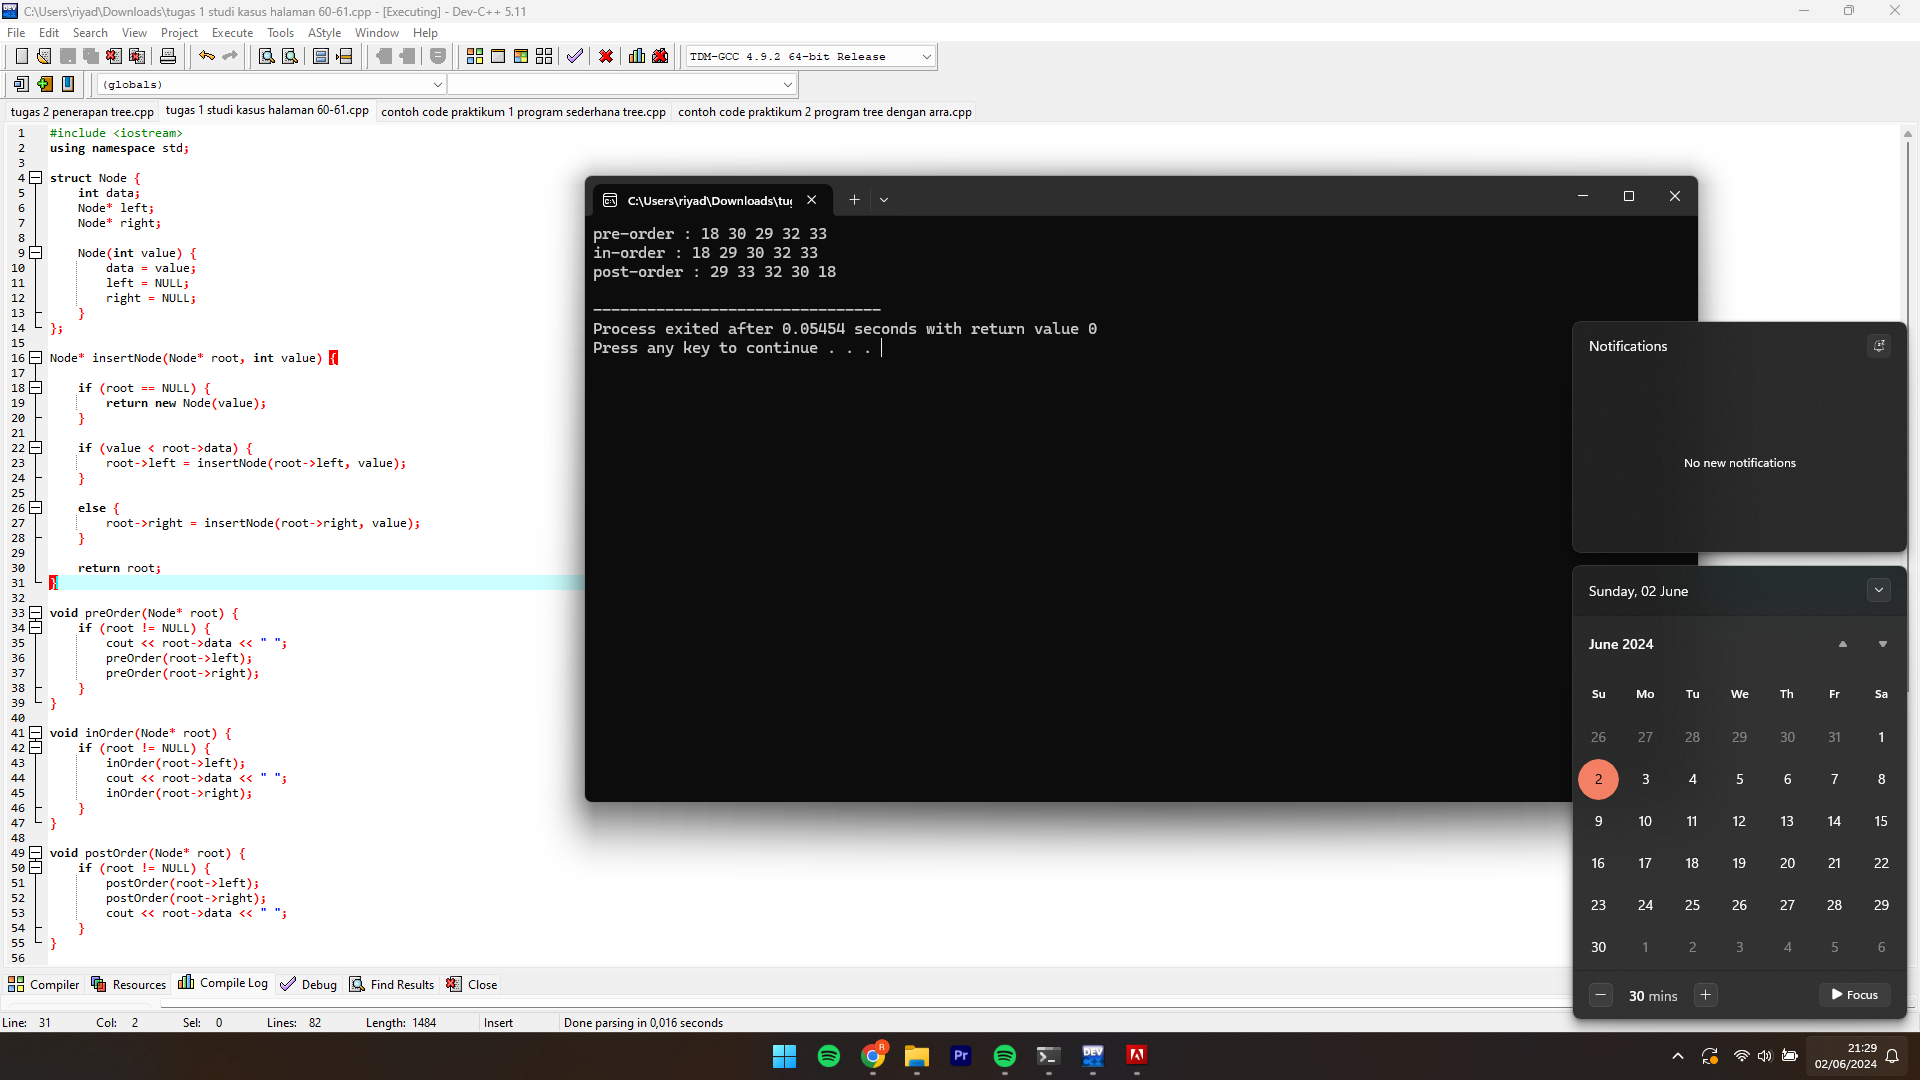 C:\Users\riyad\Downloads\tugas 1 studi kasus halaman 60-61.cpp - [Executing] - Dev-C++ 5.11
File Edit Search View Project Execute Tools AStyle Window Help
TDM-GCC 4.9.2 64-bit Release
(globals)
tugas 2 penerapan tree.cpp tugas 1 studi kasus halaman 60-61.cpp contoh code praktikum 1 program sederhana tree.cpp contoh code praktikum 2 program tree dengan arra.cpp
1 #include <iostream>
2 using namespace std;
3
4 struct Node {
5 int data;
6 Node* left;
7 Node* right;
8
9 Node(int value) {
10 data = value;
11 left = NULL;
12 right = NULL;
13 }
14 };
15
16 Node* insertNode(Node* root, int value) {
17
18 if (root == NULL) {
19 return new Node(value);
20 }
21
22 if (value < root->data) {
23 root->left = insertNode(root->left, value);
24 }
25
26 else {
27 root->right = insertNode(root->right, value);
28 }
29
30 return root;
31 }
32
33 void preOrder(Node* root) {
34 if (root != NULL) {
35 cout << root->data << " ";
36 preOrder(root->left);
37 preOrder(root->right);
38 }
39 }
40
41 void inOrder(Node* root) {
42 if (root != NULL) {
43 inOrder(root->left);
44 cout << root->data << " ";
45 inOrder(root->right);
46 }
47 }
48
49 void postOrder(Node* root) {
50 if (root != NULL) {
51 postOrder(root->left);
52 postOrder(root->right);
53 cout << root->data << " ";
54 }
55 }
56
C:\Users\riyad\Downloads\tu
pre-order : 18 30 29 32 33
in-order : 18 29 30 32 33
post-order : 29 33 32 30 18
--------------------------------
Process exited after 0.05454 seconds with return value 0
Press any key to continue . . .
Notifications
No new notifications
Sunday, 02 June
June 2024
Su Mo Tu We Th Fr Sa
26 27 28 29 30 31 1
2 3 4 5 6 7 8
9 10 11 12 13 14 15
16 17 18 19 20 21 22
23 24 25 26 27 28 29
30 1 2 3 4 5 6
30 mins Focus
Compiler Resources Compile Log Debug Find Results Close
Line: 31 Col: 2 Sel: 0 Lines: 82 Length: 1484 Insert Done parsing in 0,016 seconds
R
Pr
DEV
21:29
02/06/2024